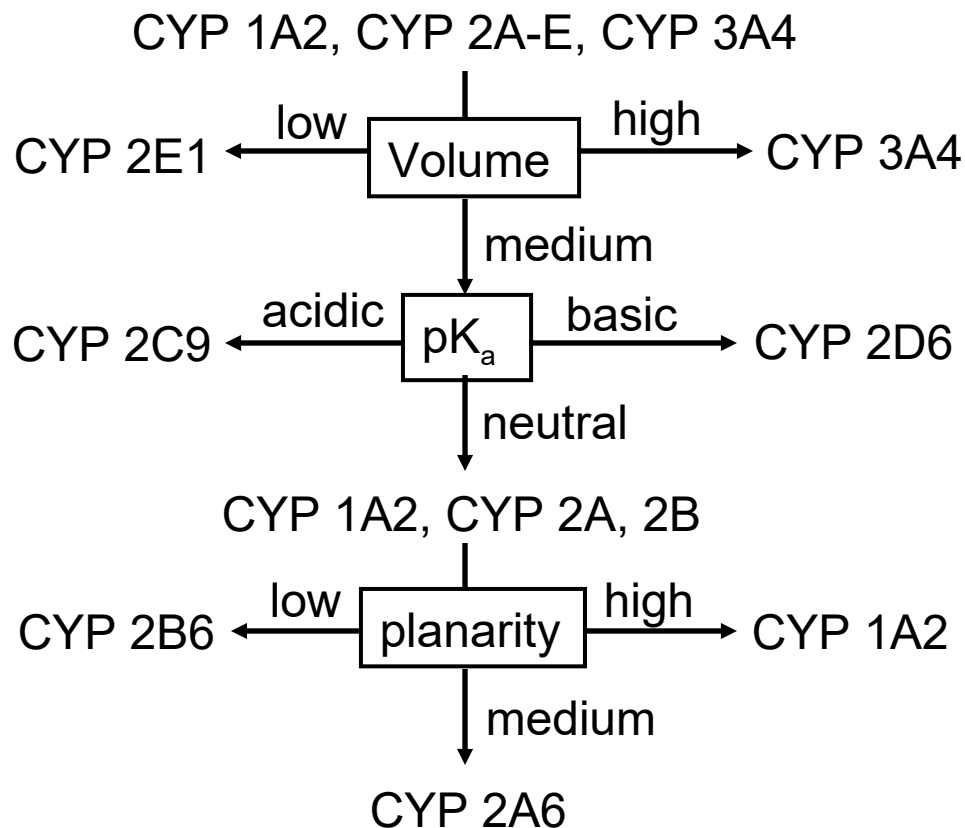 CYP 1A2, CYP 2A-E, CYP 3A4
low
high
CYP 2E1
Volume
CYP 3A4
medium
acidic
basic
CYP 2C9
pKₐ
CYP 2D6
neutral
CYP 1A2, CYP 2A, 2B
low
high
CYP 2B6
planarity
CYP 1A2
medium
CYP 2A6